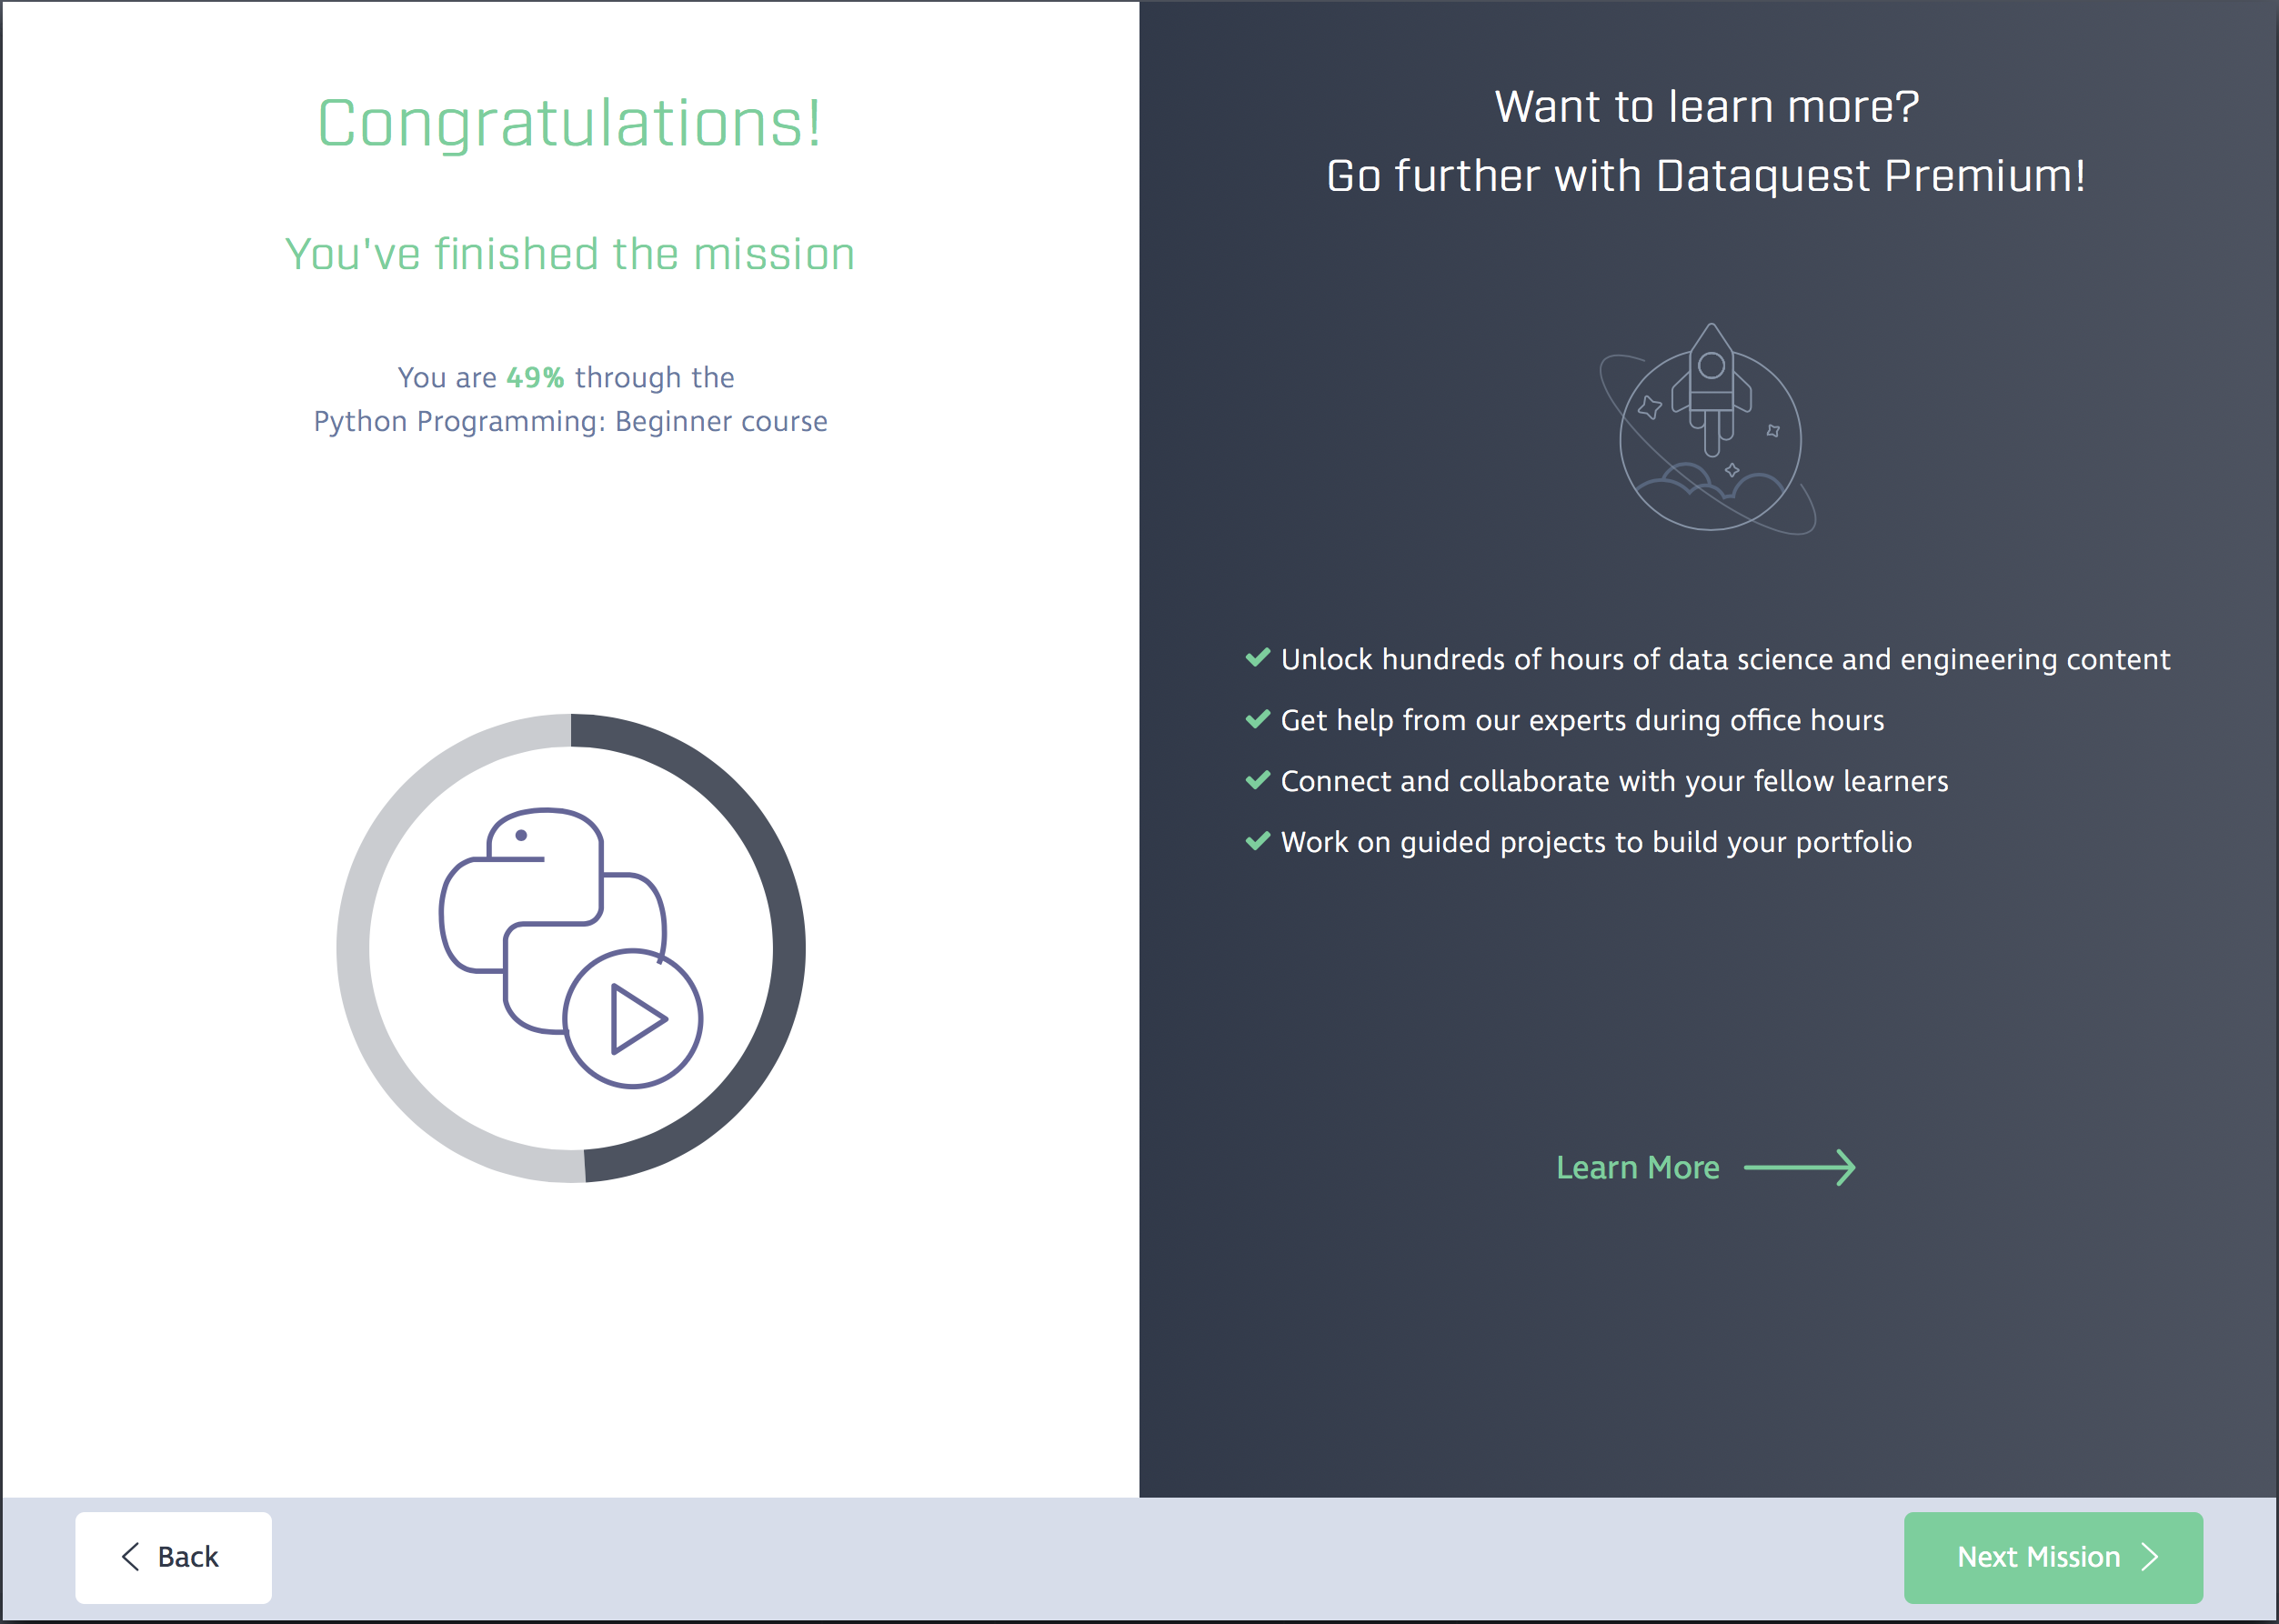 Congratulations!
You've finished the mission
You are 49% through the
Python Programming: Beginner course
Want to learn more?
Go further with Dataquest Premium!
Unlock hundreds of hours of data science and engineering content
Get help from our experts during office hours
Connect and collaborate with your fellow learners
Work on guided projects to build your portfolio
Learn More
Back
Next Mission